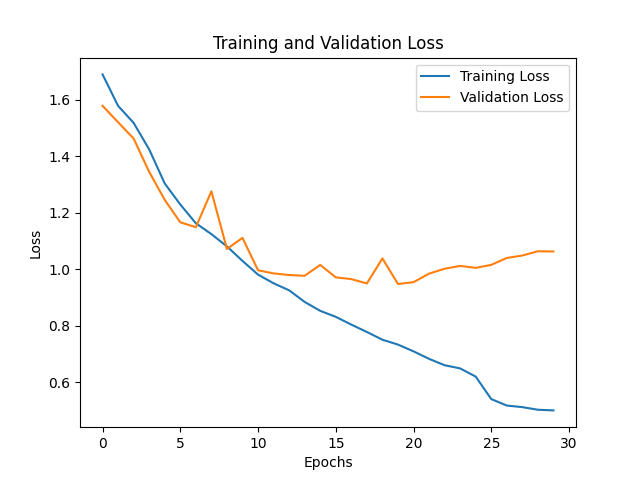 Training and Validation Loss
Training Loss
Validation Loss
1.6
1.4
1.2
1.0
0.8
0.6
Loss
0 5 10 15 20 25 30
Epochs